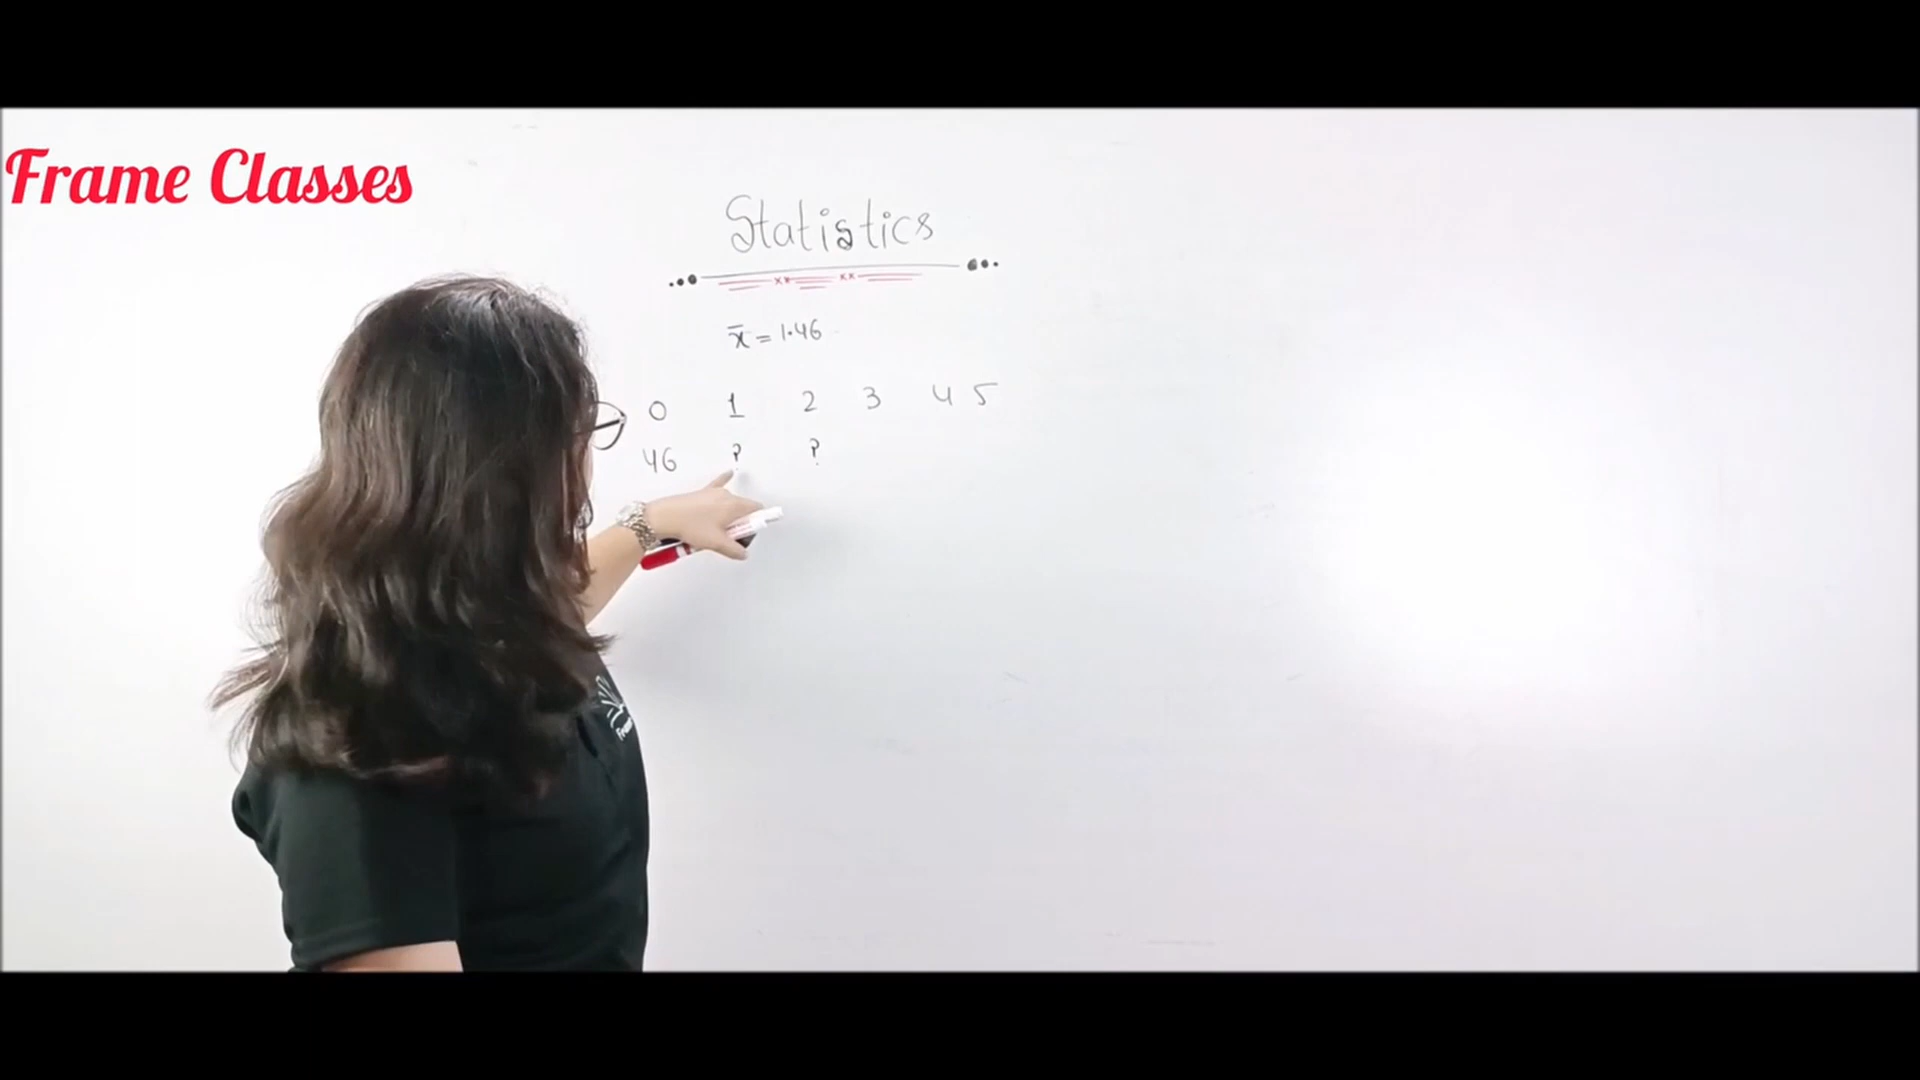 Frame Classes
Statistics
x̄ = 1.46
0 1 2 3 4 5
46 ? ?